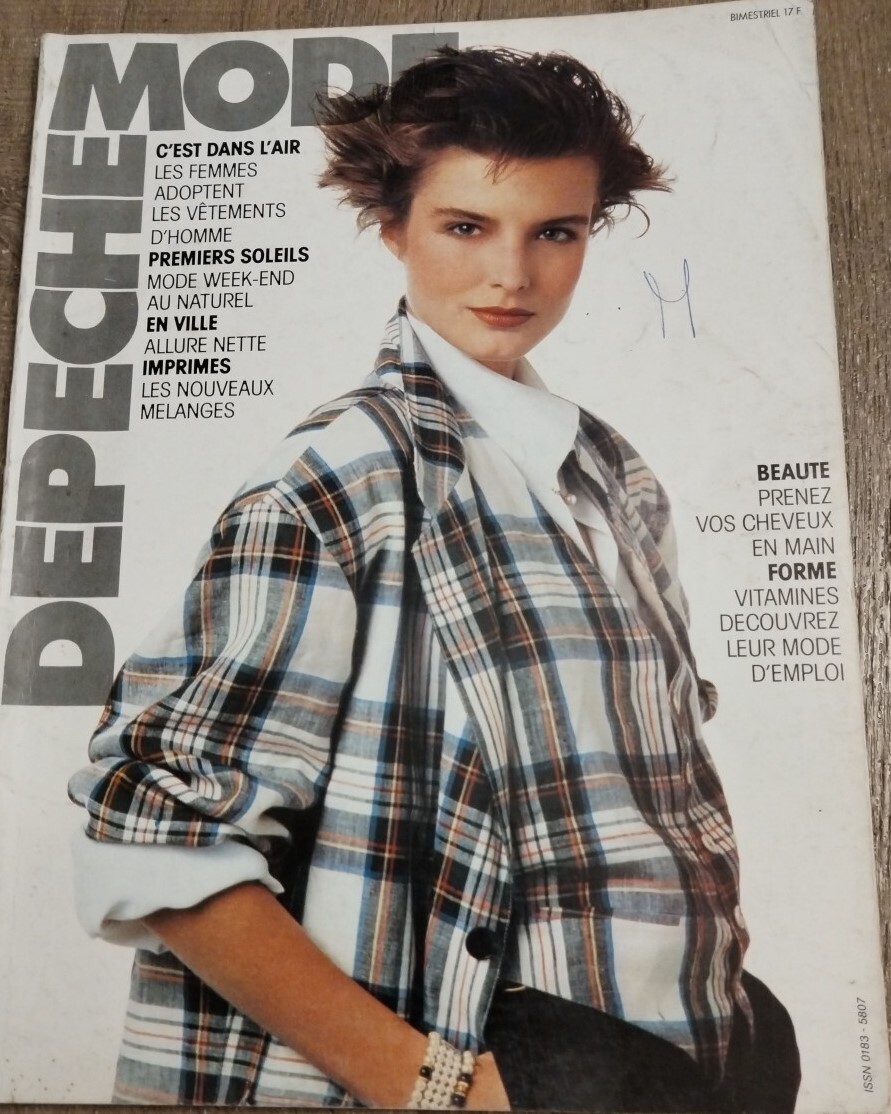 BIMESTRIEL 17 F
DEPECHE
MODE
C'EST DANS L'AIR
LES FEMMES
ADOPTENT
LES VÊTEMENTS
D'HOMME
PREMIERS SOLEILS
MODE WEEK-END
AU NATUREL
EN VILLE
ALLURE NETTE
IMPRIMES
LES NOUVEAUX
MELANGES
BEAUTE
PRENEZ
VOS CHEVEUX
EN MAIN
FORME
VITAMINES
DECOUVREZ
LEUR MODE
D'EMPLOI
ISSN 0183 - 5807